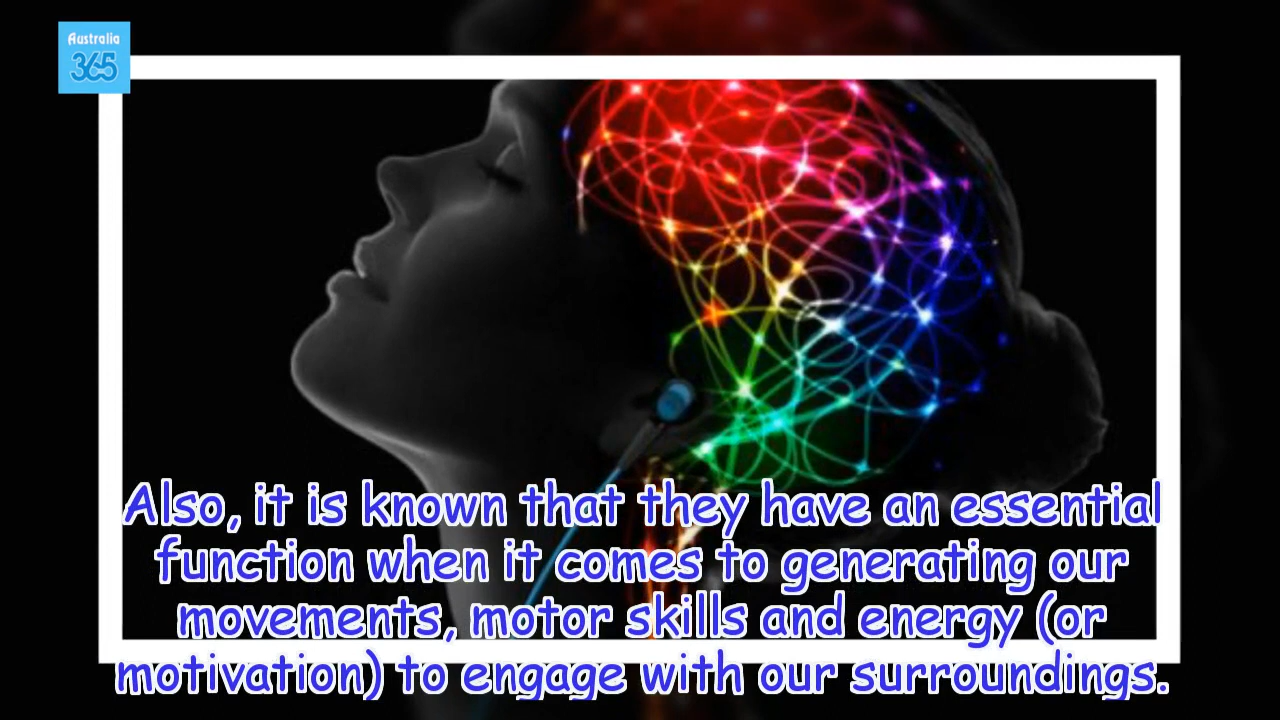 Australia
365
Also, it is known that they have an essential
function when it comes to generating our
movements, motor skills and energy (or
motivation) to engage with our surroundings.